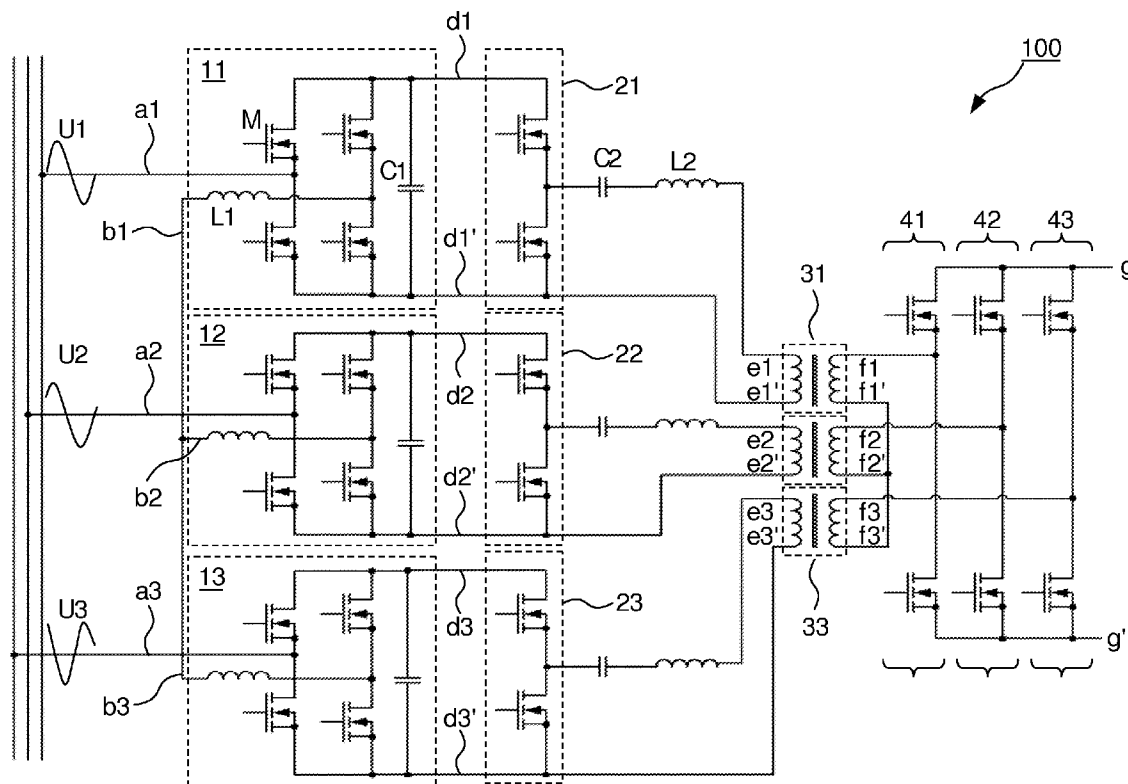 d1
100
11
21
U1
a1
M
C1
C2
L2
L1
b1
d1'
41
42
43
g
31
12
U2
a2
d2
22
e1
e1'
f1
f1'
e2
e2'
f2
f2'
b2
d2'
e3
e3'
f3
f3'
13
U3
a3
d3
23
33
g'
b3
d3'